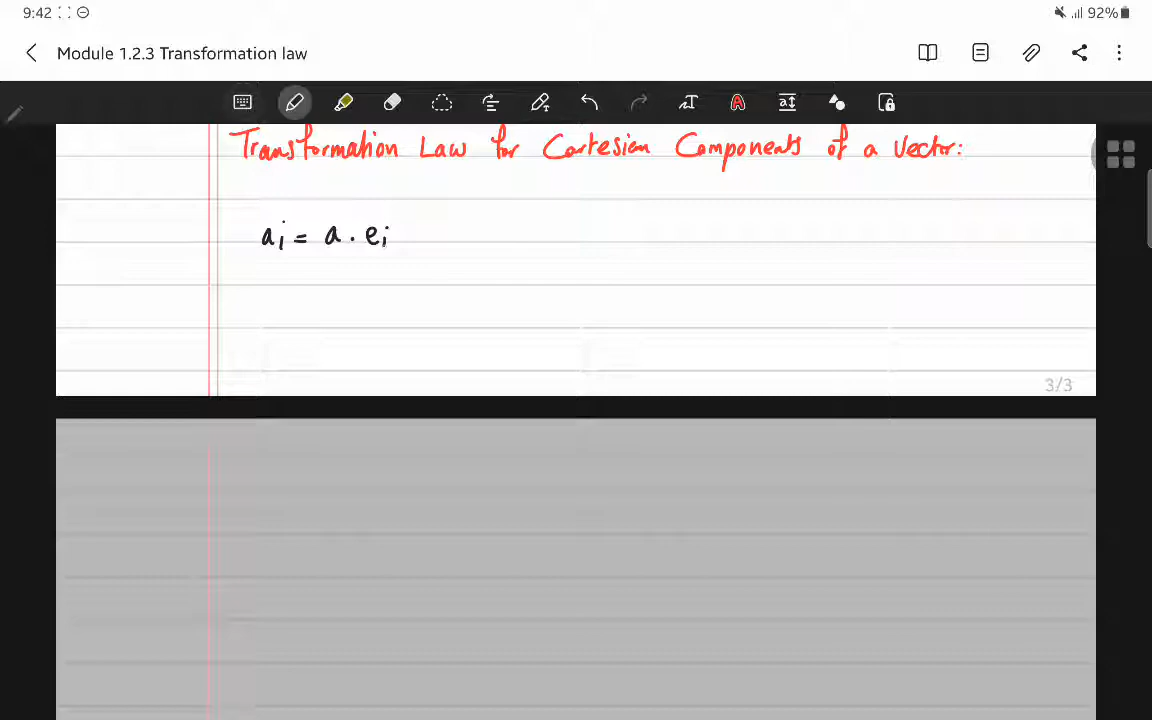 9:42 92%
Module 1.2.3 Transformation law
Transformation Law for Cartesian Components of a Vector:
ai = a . ei
3/3